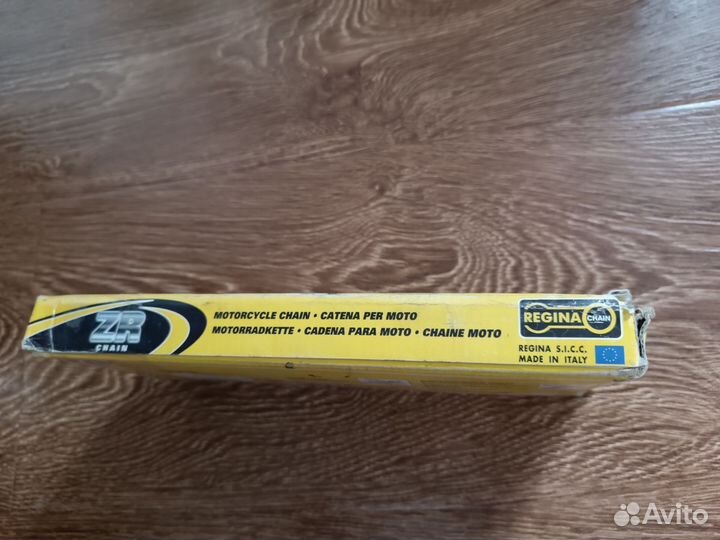 ZR
CHAIN
MOTORCYCLE CHAIN · CATENA PER MOTO
MOTORRADKETTE · CADENA PARA MOTO · CHAINE MOTO
REGINA CHAIN
REGINA S.I.C.C.
MADE IN ITALY
Avito